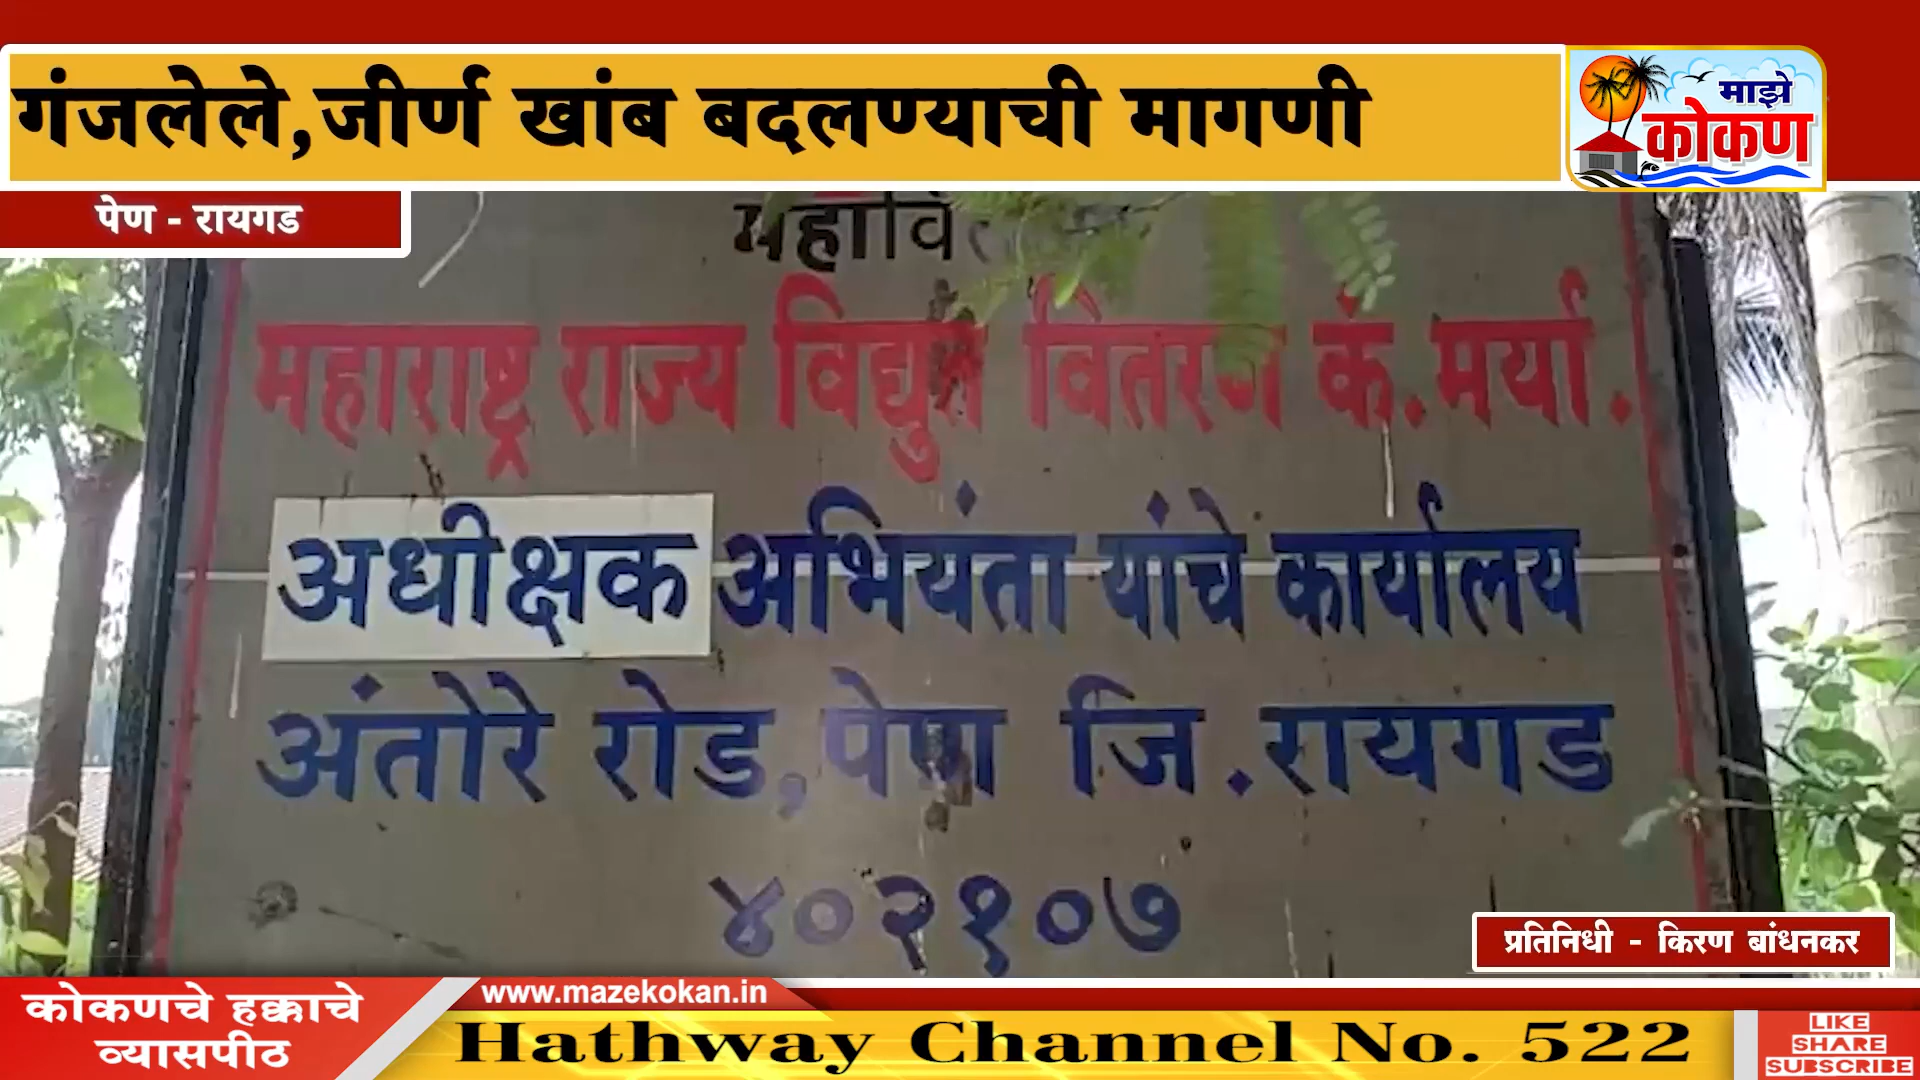 गंजलेले,जीर्ण खांब बदलण्याची मागणी
माझे
कोकण
पेण - रायगड
महाराष्ट्र राज्य विद्युत वितरण कं.मर्या.
अधीक्षक अभियंता यांचे कार्यालय
अंतोरे रोड,पेण जि.रायगड
४०२१०७
प्रतिनिधी - किरण बांधनकर
कोकणचे हक्काचे
व्यासपीठ
www.mazekokan.in
Hathway Channel No. 522
LIKE
SHARE
SUBSCRIBE